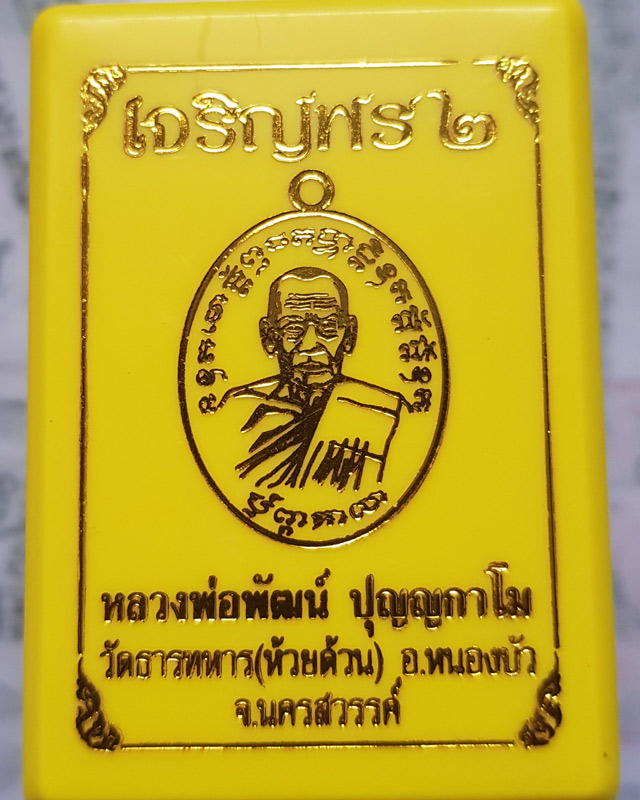 เจริญพร ๒
หลวงพ่อพัฒน์ ปุญญกาโม
วัดธารทหาร(ห้วยด้วน) อ.หนองบัว
จ.นครสวรรค์